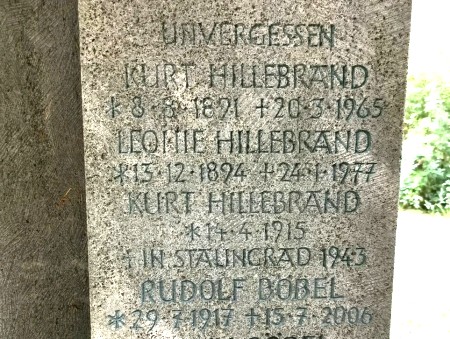 UNVERGESSEN
KURT HILLEBRAND
* 8·8·1891 +20·3·1965
LEONIE HILLEBRAND
*13·12·1894 +24·1·1977
KURT HILLEBRAND
*14·4·1915
† IN STALINGRAD 1943
RUDOLF DÖBEL
*29·7·1917 +15·7·2006